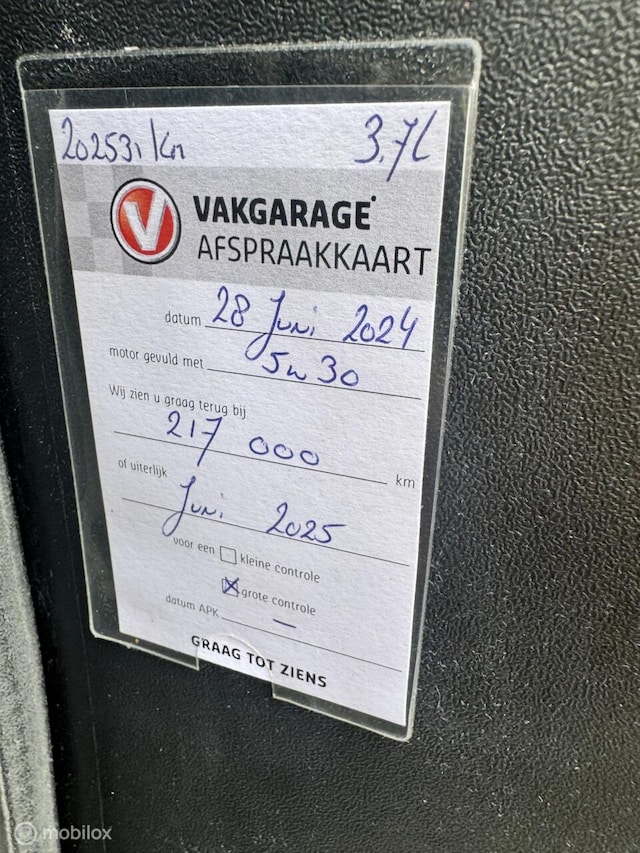 202531 km 3.7L
V
VAKGARAGE
AFSPRAAKKAART
datum 28 Juni 2024
motor gevuld met 5w30
Wij zien u graag terug bij
217 000 km
of uiterlijk
Juni 2025
voor een kleine controle
grote controle
datum APK –
GRAAG TOT ZIENS
mobilox